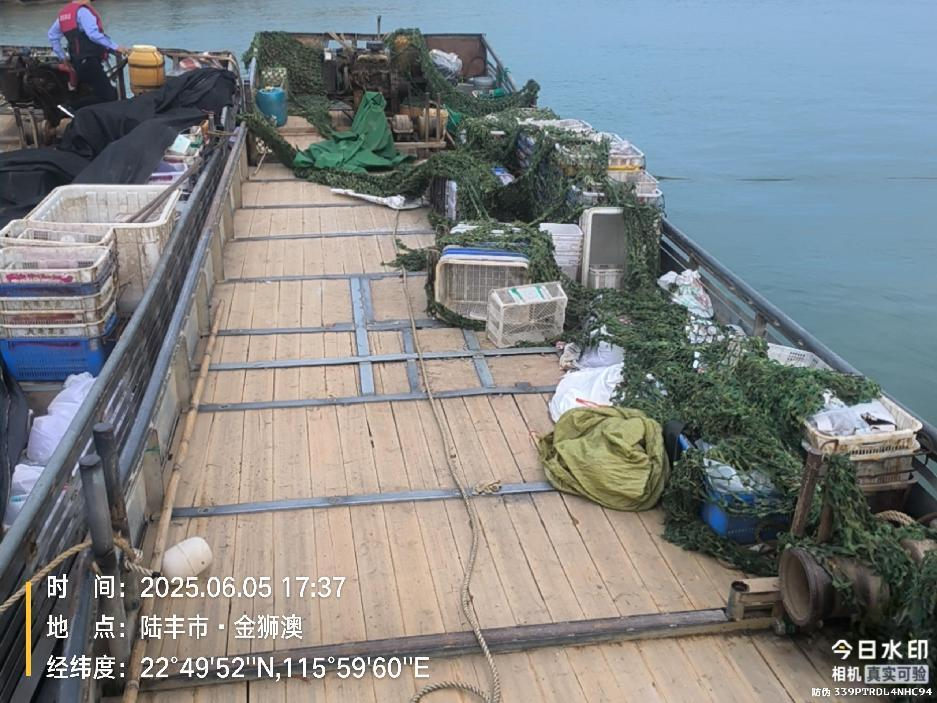 时 间：2025.06.05 17:37
地 点：陆丰市·金狮澳
经纬度：22°49'52"N,115°59'60"E
今日水印
相机 真实可验
防伪 339PTRDL4NHC94